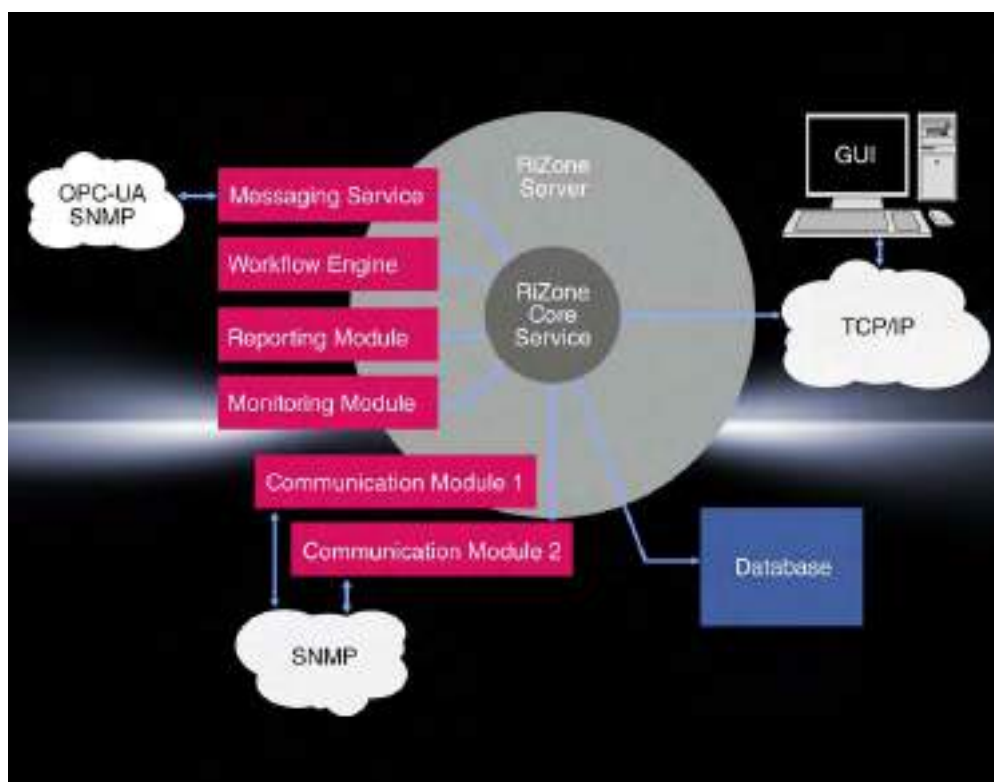 RiZone
Server
GUI
OPC-UA
SNMP
Messaging Service
Workflow Engine
RiZone
Core
Service
TCP/IP
Reporting Module
Monitoring Module
Communication Module 1
Communication Module 2
Database
SNMP